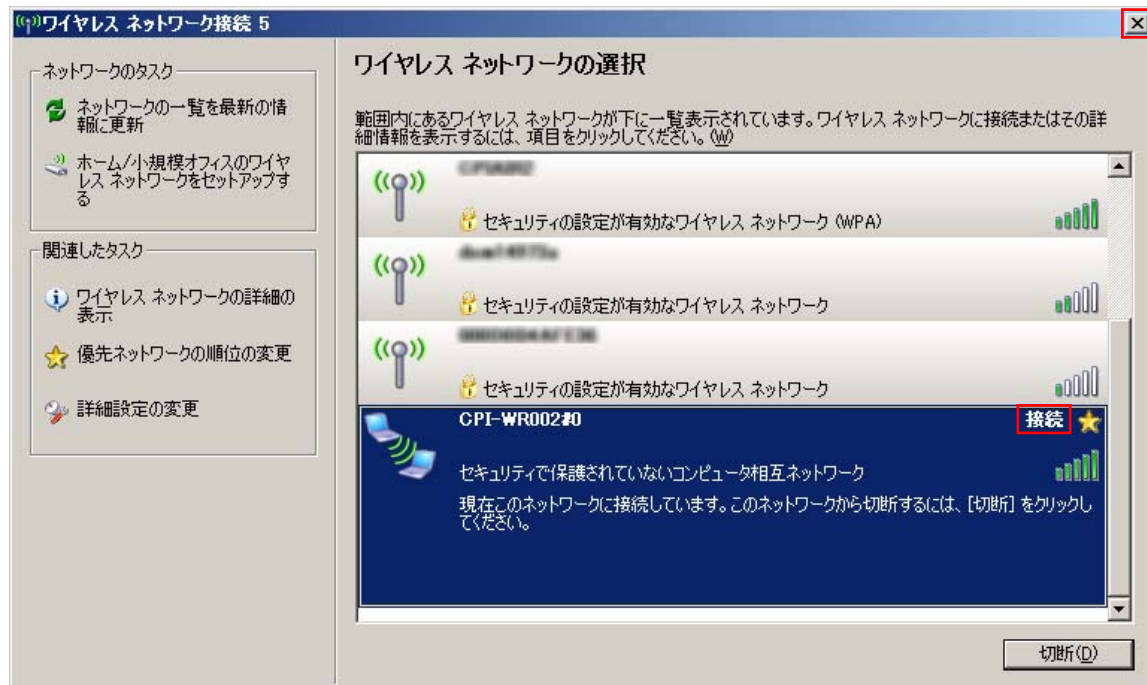 ワイヤレス ネットワーク接続 5
ネットワークのタスク
ネットワークの一覧を最新の情
報に更新
ホーム/小規模オフィスのワイヤ
レス ネットワークをセットアップす
る
関連したタスク
ワイヤレス ネットワークの詳細の
表示
優先ネットワークの順位の変更
詳細設定の変更
ワイヤレス ネットワークの選択
範囲内にあるワイヤレス ネットワークが下に一覧表示されています。ワイヤレス ネットワークに接続またはその詳
細情報を表示するには、項目をクリックしてください。(W)
セキュリティの設定が有効なワイヤレス ネットワーク (WPA)
セキュリティの設定が有効なワイヤレス ネットワーク
セキュリティの設定が有効なワイヤレス ネットワーク
GPI-WR002#0 接続
セキュリティで保護されていないコンピュータ相互ネットワーク
現在このネットワークに接続しています。このネットワークから切断するには、[切断] をクリックし
てください。
切断(D)